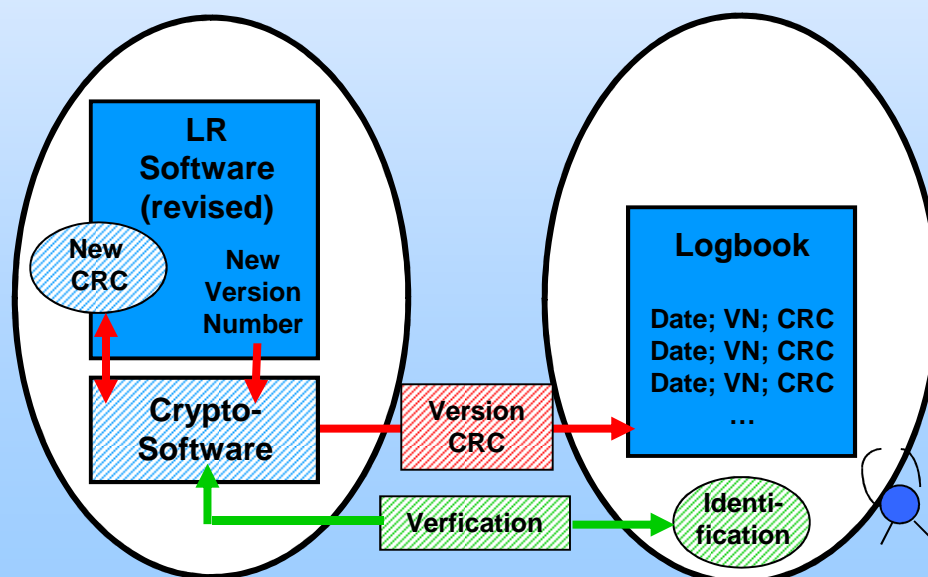 LR
Software
(revised)
New
CRC
New
Version
Number
Crypto-
Software
Version
CRC
Verfication
Logbook
Date; VN; CRC
Date; VN; CRC
Date; VN; CRC
...
Identi-
fication